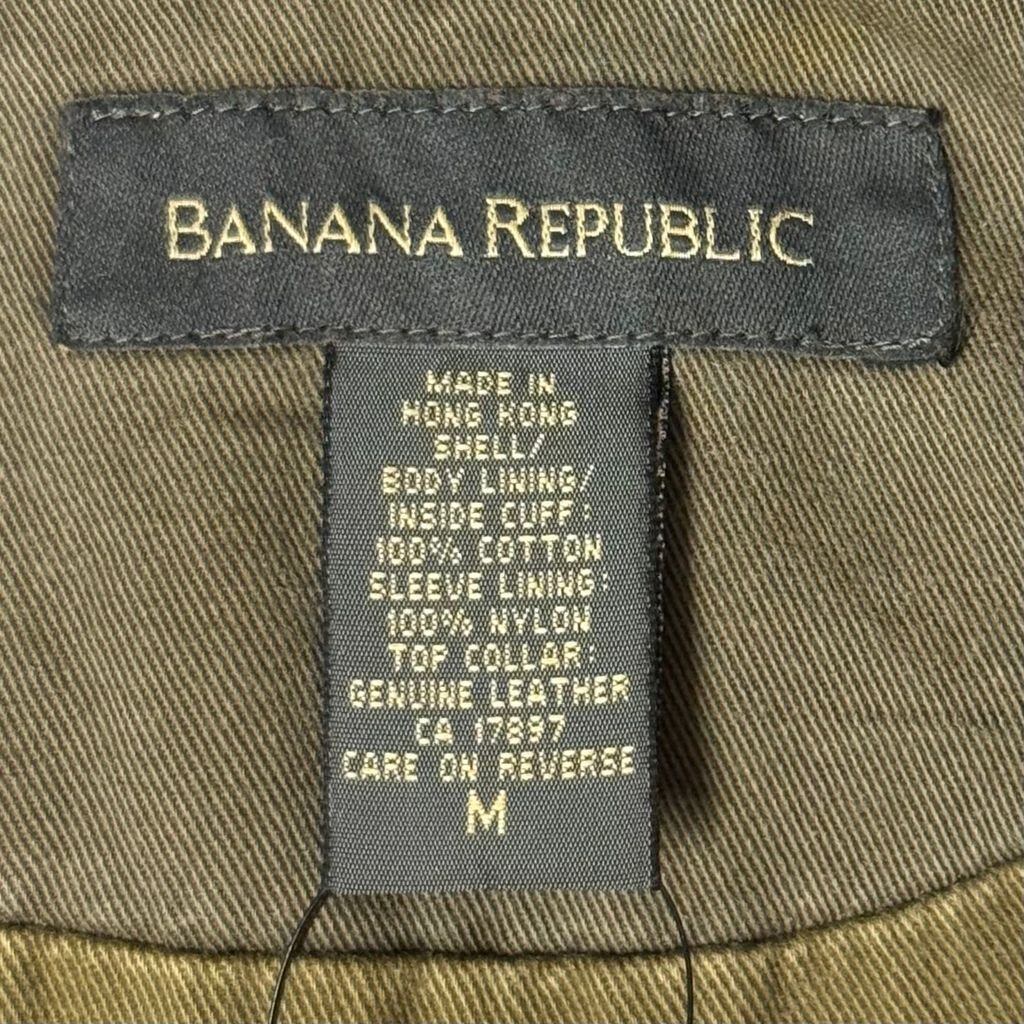 BANANA REPUBLIC
MADE IN
HONG KONG
SHELL/
BODY LINING/
INSIDE CUFF:
100% COTTON
SLEEVE LINING:
100% NYLON
TOP COLLAR:
GENUINE LEATHER
CA 17897
CARE ON REVERSE
M